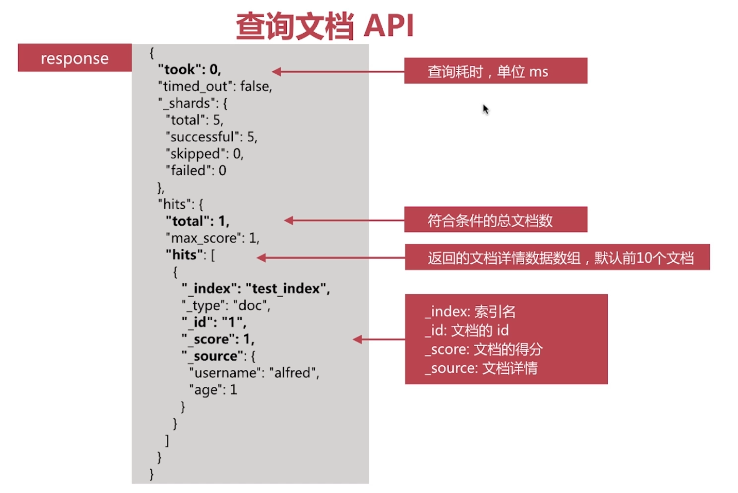 查询文档 API
response
{
"took": 0,
"timed_out": false,
"_shards": {
"total": 5,
"successful": 5,
"skipped": 0,
"failed": 0
},
"hits": {
"total": 1,
"max_score": 1,
"hits": [
{
"_index": "test_index",
"_type": "doc",
"_id": "1",
"_score": 1,
"_source": {
"username": "alfred",
"age": 1
}
}
]
}
}
查询耗时，单位 ms
符合条件的总文档数
返回的文档详情数据数组，默认前10个文档
_index: 索引名
_id: 文档的 id
_score: 文档的得分
_source: 文档详情